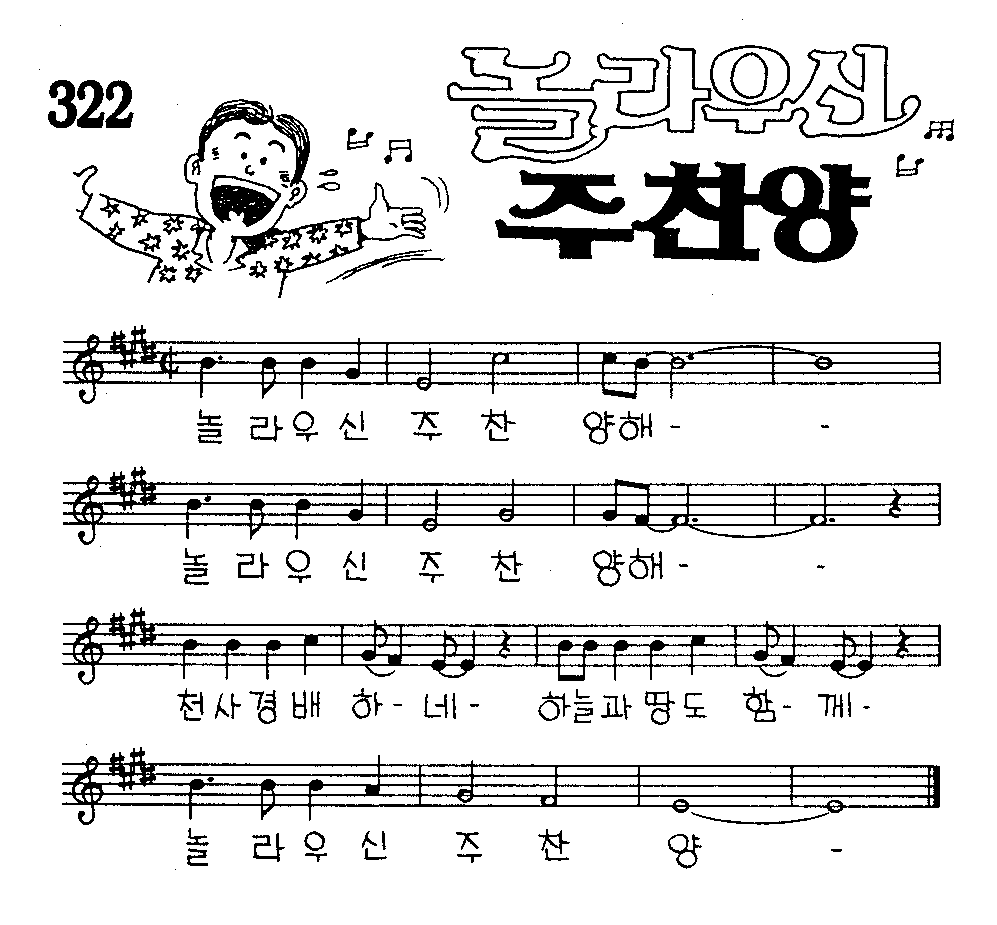 322
놀라우신
주찬양
놀 라우 신 주 찬 양해 - -
놀 라 우 신 주 찬 양해 - -
천사경배 하 - 네 - 하늘과땅도 함 - 께 -
놀 라 우 신 주 찬 양 -